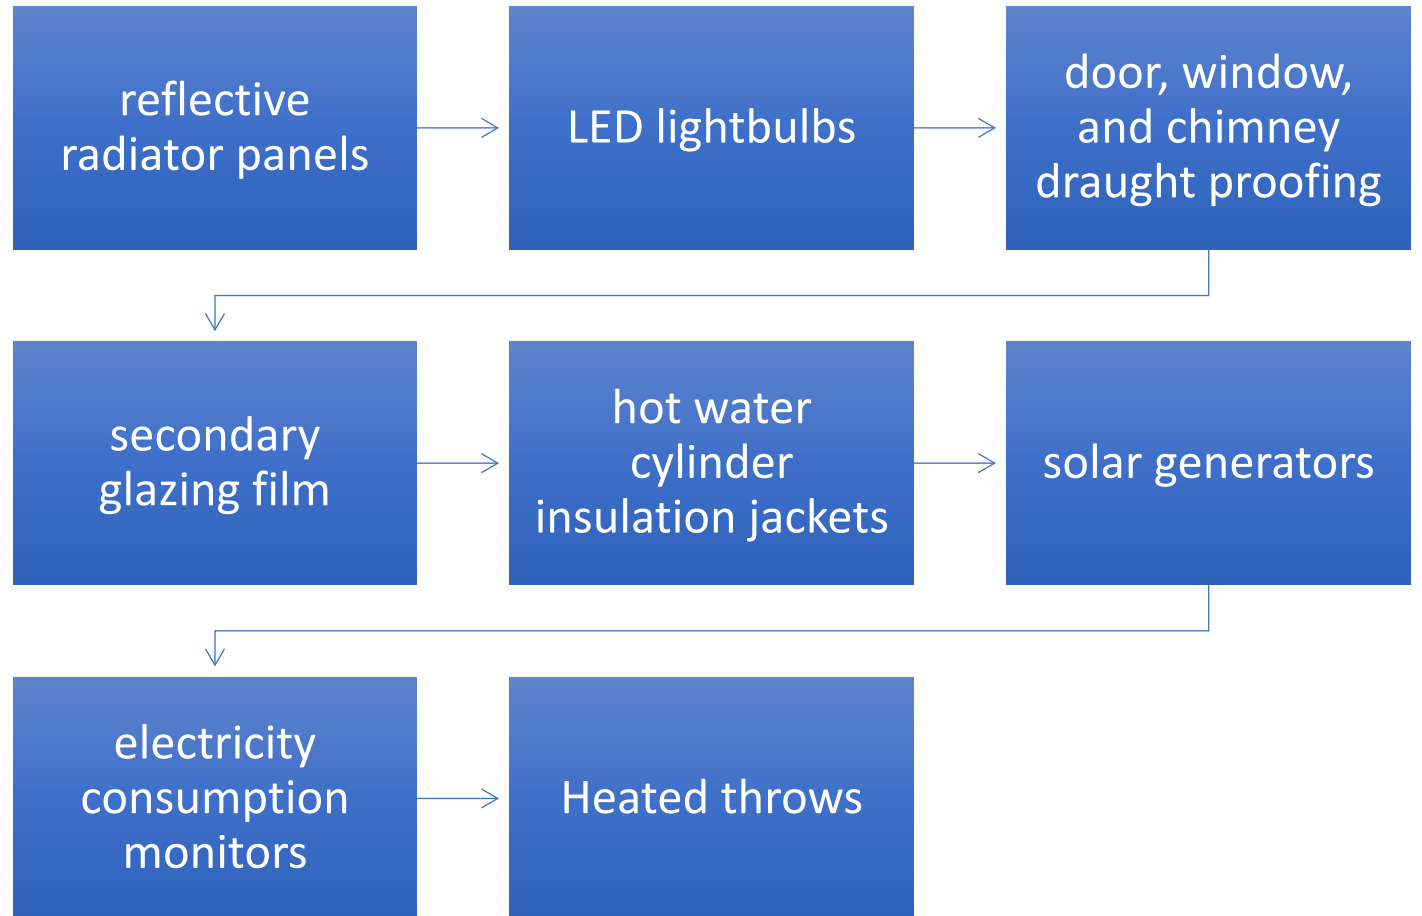 reflective
radiator panels
LED lightbulbs
door, window,
and chimney
draught proofing
secondary
glazing film
hot water
cylinder
insulation jackets
solar generators
electricity
consumption
monitors
Heated throws